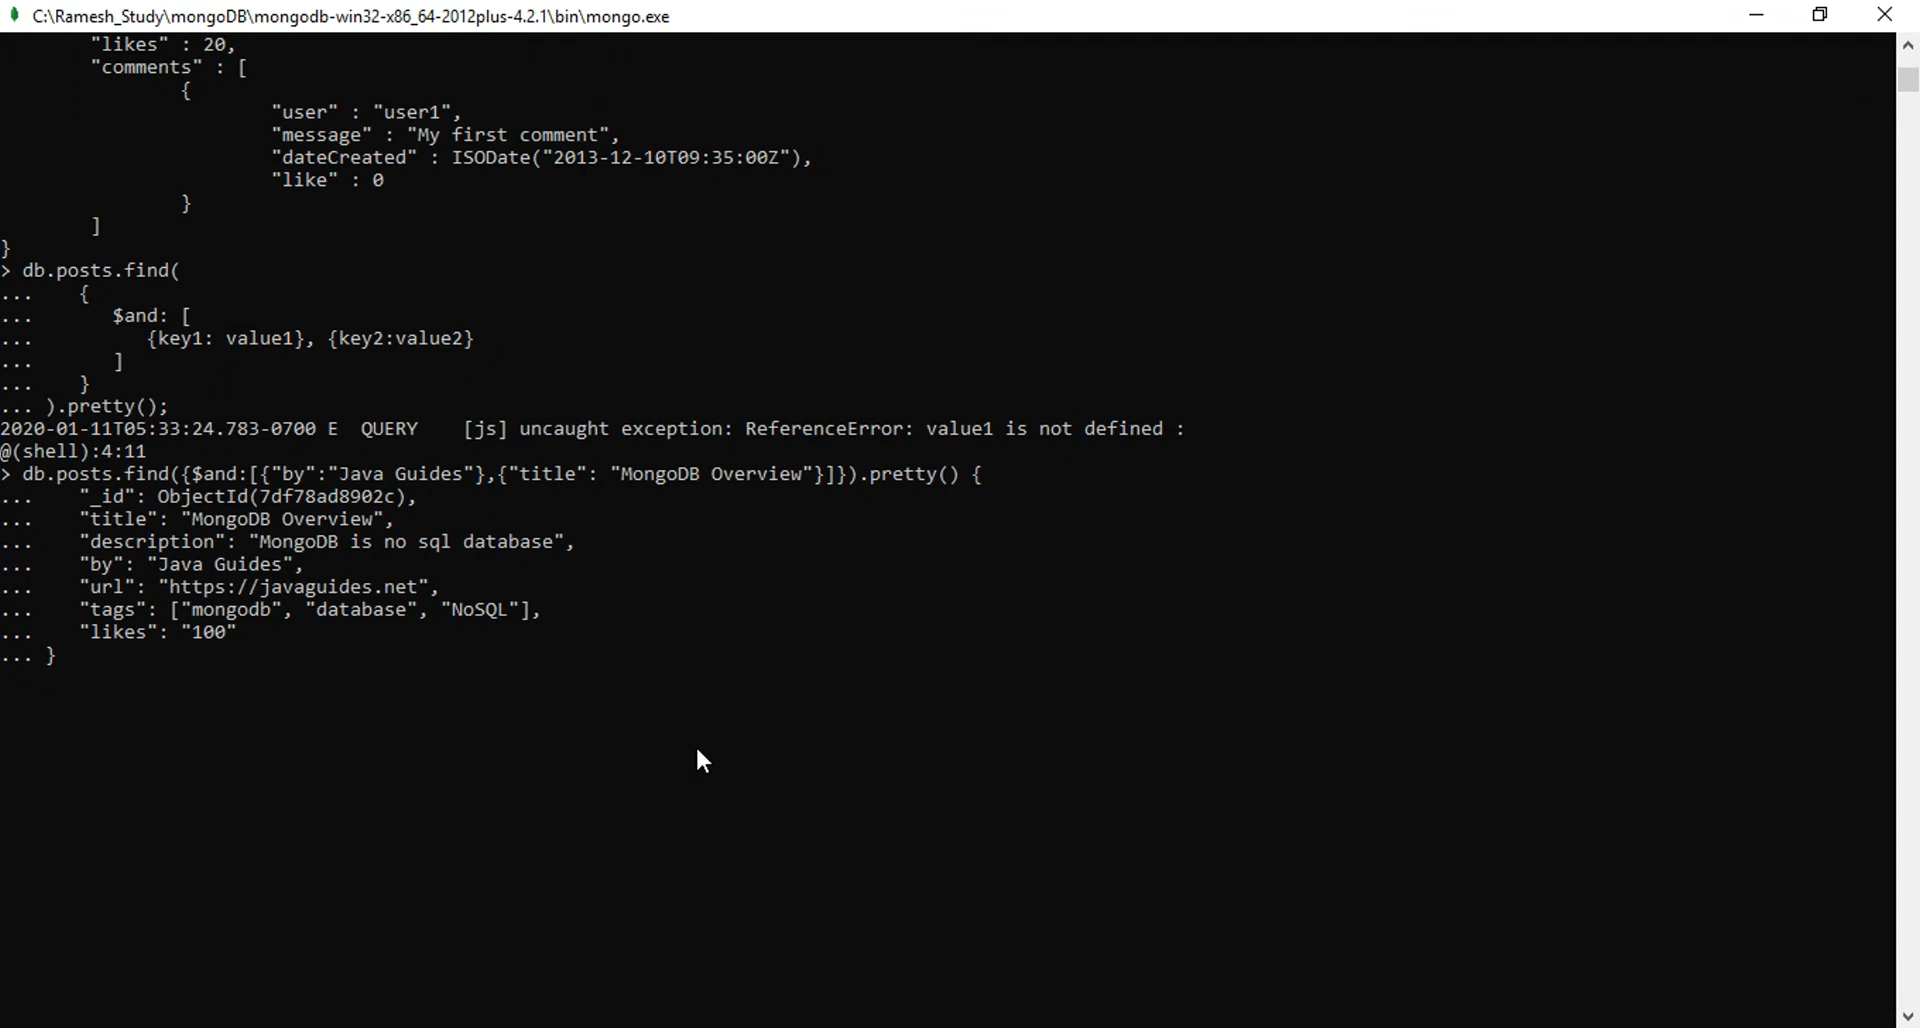 C:\Ramesh_Study\mongoDB\mongodb-win32-x86_64-2012plus-4.2.1\bin\mongo.exe
"likes" : 20,
"comments" : [
{
"user" : "user1",
"message" : "My first comment",
"dateCreated" : ISODate("2013-12-10T09:35:00Z"),
"like" : 0
}
]
}
> db.posts.find(
... {
... $and: [
... {key1: value1}, {key2:value2}
... ]
... }
... ).pretty();
2020-01-11T05:33:24.783-0700 E QUERY [js] uncaught exception: ReferenceError: value1 is not defined :
@(shell):4:11
> db.posts.find({$and:[{"by":"Java Guides"},{"title": "MongoDB Overview"}]}).pretty() {
... "_id": ObjectId(7df78ad8902c),
... "title": "MongoDB Overview",
... "description": "MongoDB is no sql database",
... "by": "Java Guides",
... "url": "https://javaguides.net",
... "tags": ["mongodb", "database", "NoSQL"],
... "likes": "100"
... }